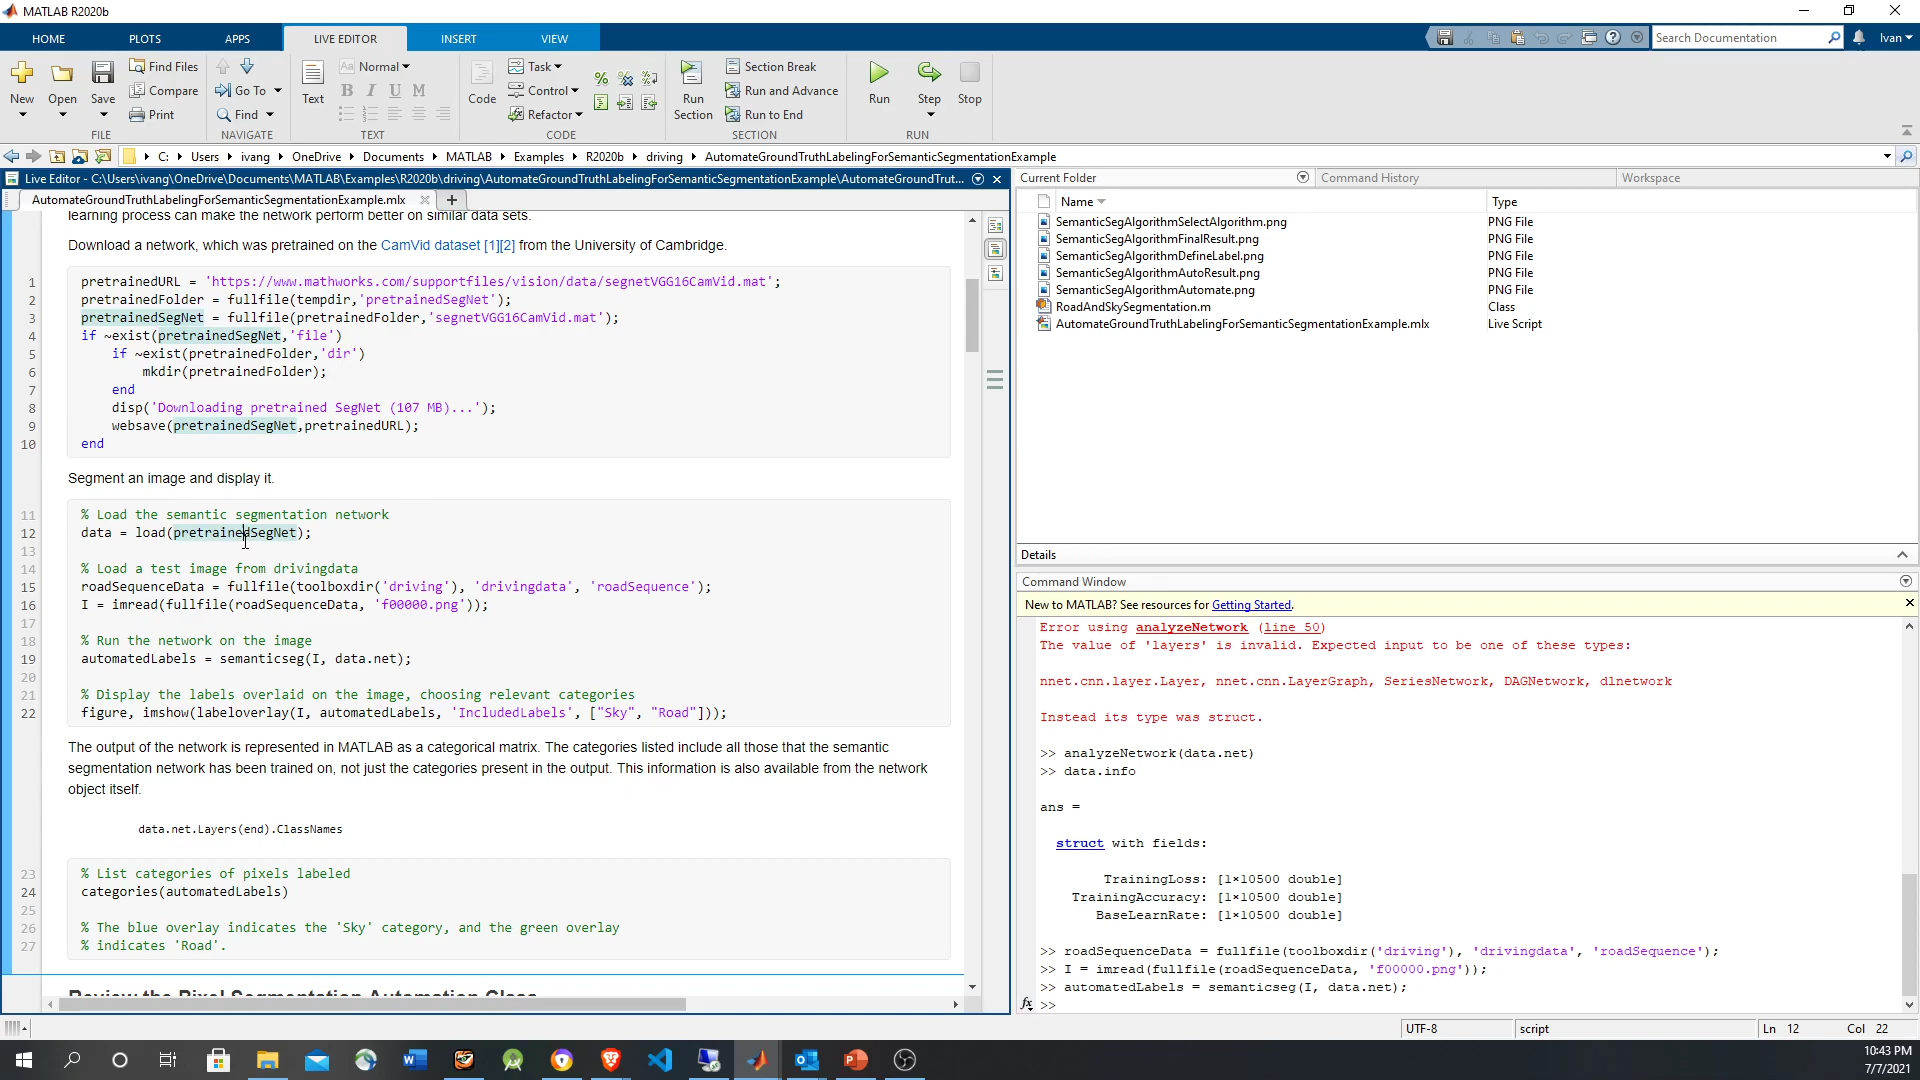 MATLAB R2020b
HOME PLOTS APPS LIVE EDITOR INSERT VIEW
Search Documentation
Ivan
New Open Save
Find Files
Compare
Print
FILE
Go To
Find
NAVIGATE
Text
Aa Normal
B I U M
TEXT
Code
Task
Control
Refactor
CODE
Run Section
Section Break
Run and Advance
Run to End
SECTION
Run Step Stop
RUN
C: Users ivang OneDrive Documents MATLAB Examples R2020b driving AutomateGroundTruthLabelingForSemanticSegmentationExample
Live Editor - C:\Users\ivang\OneDrive\Documents\MATLAB\Examples\R2020b\driving\AutomateGroundTruthLabelingForSemanticSegmentationExample\AutomateGroundTrut...
AutomateGroundTruthLabelingForSemanticSegmentationExample.mlx
learning process can make the network perform better on similar data sets.
Download a network, which was pretrained on the CamVid dataset [1][2] from the University of Cambridge.
1 pretrainedURL = 'https://www.mathworks.com/supportfiles/vision/data/segnetVGG16CamVid.mat';
2 pretrainedFolder = fullfile(tempdir,'pretrainedSegNet');
3 pretrainedSegNet = fullfile(pretrainedFolder,'segnetVGG16CamVid.mat');
4 if ~exist(pretrainedSegNet,'file')
5 if ~exist(pretrainedFolder,'dir')
6 mkdir(pretrainedFolder);
7 end
8 disp('Downloading pretrained SegNet (107 MB)...');
9 websave(pretrainedSegNet,pretrainedURL);
10 end
Segment an image and display it.
11 % Load the semantic segmentation network
12 data = load(pretrainedSegNet);
13
14 % Load a test image from drivingdata
15 roadSequenceData = fullfile(toolboxdir('driving'), 'drivingdata', 'roadSequence');
16 I = imread(fullfile(roadSequenceData, 'f00000.png'));
17
18 % Run the network on the image
19 automatedLabels = semanticseg(I, data.net);
20
21 % Display the labels overlaid on the image, choosing relevant categories
22 figure, imshow(labeloverlay(I, automatedLabels, 'IncludedLabels', ["Sky", "Road"]));
The output of the network is represented in MATLAB as a categorical matrix. The categories listed include all those that the semantic
segmentation network has been trained on, not just the categories present in the output. This information is also available from the network
object itself.
data.net.Layers(end).ClassNames
23 % List categories of pixels labeled
24 categories(automatedLabels)
25
26 % The blue overlay indicates the 'Sky' category, and the green overlay
27 % indicates 'Road'.
Review the Pixel Segmentation Automation Class
Current Folder Command History Workspace
Name Type
SemanticSegAlgorithmSelectAlgorithm.png PNG File
SemanticSegAlgorithmFinalResult.png PNG File
SemanticSegAlgorithmDefineLabel.png PNG File
SemanticSegAlgorithmAutoResult.png PNG File
SemanticSegAlgorithmAutomate.png PNG File
RoadAndSkySegmentation.m Class
AutomateGroundTruthLabelingForSemanticSegmentationExample.mlx Live Script
Details
Command Window
New to MATLAB? See resources for Getting Started.
Error using analyzeNetwork (line 50)
The value of 'layers' is invalid. Expected input to be one of these types:
nnet.cnn.layer.Layer, nnet.cnn.LayerGraph, SeriesNetwork, DAGNetwork, dlnetwork
Instead its type was struct.
>> analyzeNetwork(data.net)
>> data.info
ans =
struct with fields:
TrainingLoss: [1×10500 double]
TrainingAccuracy: [1×10500 double]
BaseLearnRate: [1×10500 double]
>> roadSequenceData = fullfile(toolboxdir('driving'), 'drivingdata', 'roadSequence');
>> I = imread(fullfile(roadSequenceData, 'f00000.png'));
>> automatedLabels = semanticseg(I, data.net);
fx >>
UTF-8 script Ln 12 Col 22
10:43 PM
7/7/2021